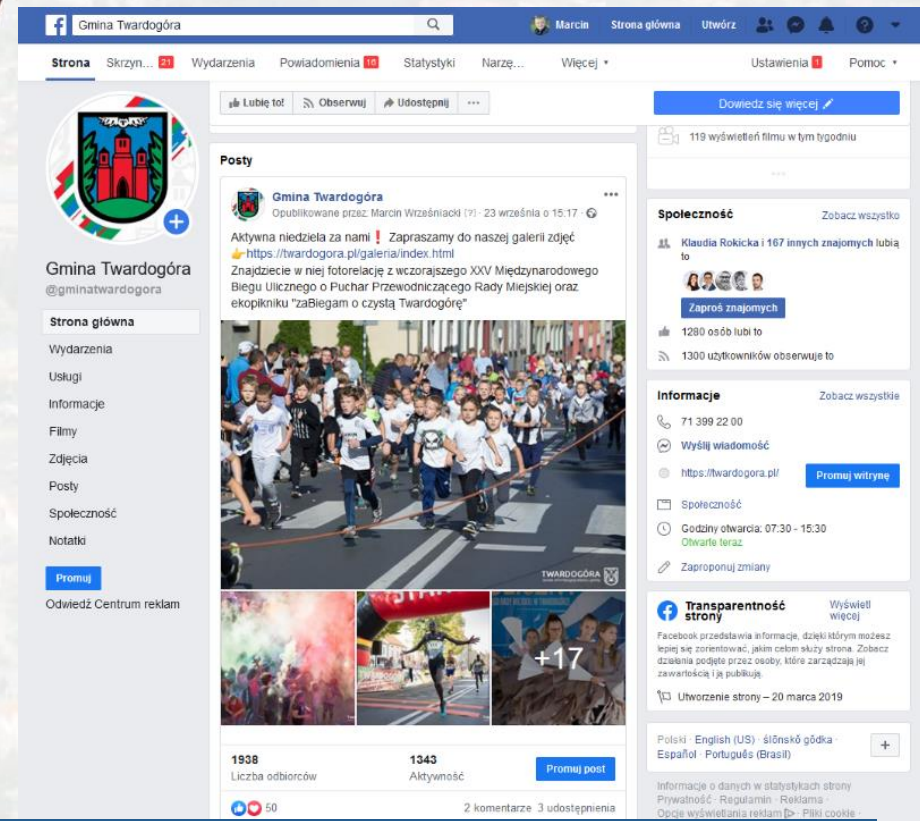 Gmina Twardogóra
Marcin Strona główna Utwórz
Strona Skrzyn... 21 Wydarzenia Powiadomienia 16 Statystyki Narzę... Więcej Ustawienia 1 Pomoc
Gmina Twardogóra
@gminatwardogora
Strona główna
Wydarzenia
Usługi
Informacje
Filmy
Zdjęcia
Posty
Społeczność
Notatki
Promuj
Odwiedź Centrum reklam
Lubię to! Obserwuj Udostępnij ...
Posty
Gmina Twardogóra
Opublikowane przez: Marcin Wrześniacki [?] · 23 września o 15:17 ·
Aktywna niedziela za nami❗ Zapraszamy do naszej galerii zdjęć
👉https://twardogora.pl/galeria/index.html
Znajdziecie w niej fotorelację z wczorajszego XXV Międzynarodowego
Biegu Ulicznego o Puchar Przewodniczącego Rady Miejskiej oraz
ekopikniku "zaBiegam o czystą Twardogórę"
TWARDOGÓRA
START
+17
1938 1343
Liczba odbiorców Aktywność
Promuj post
50 2 komentarze 3 udostępnienia
Dowiedz się więcej
119 wyświetleń filmu w tym tygodniu
...
Społeczność Zobacz wszystko
Klaudia Rokicka i 167 innych znajomych lubią
to
Zaproś znajomych
1280 osób lubi to
1300 użytkowników obserwuje to
Informacje Zobacz wszystkie
71 399 22 00
Wyślij wiadomość
https://twardogora.pl/ Promuj witrynę
Społeczność
Godziny otwarcia: 07:30 - 15:30
Otwarte teraz
Zaproponuj zmiany
Transparentność Wyświetl
strony więcej
Facebook przedstawia informacje, dzięki którym możesz
lepiej się zorientować, jakim celom służy strona. Zobacz
działania podjęte przez osoby, które zarządzają jej
zawartością i ją publikują.
Utworzenie strony – 20 marca 2019
Polski · English (US) · ślōnskŏ gŏdka ·
Español · Português (Brasil)
+
Informacje o danych w statystykach strony
Prywatność · Regulamin · Reklama ·
Opcje wyświetlania reklam · Pliki cookie ·